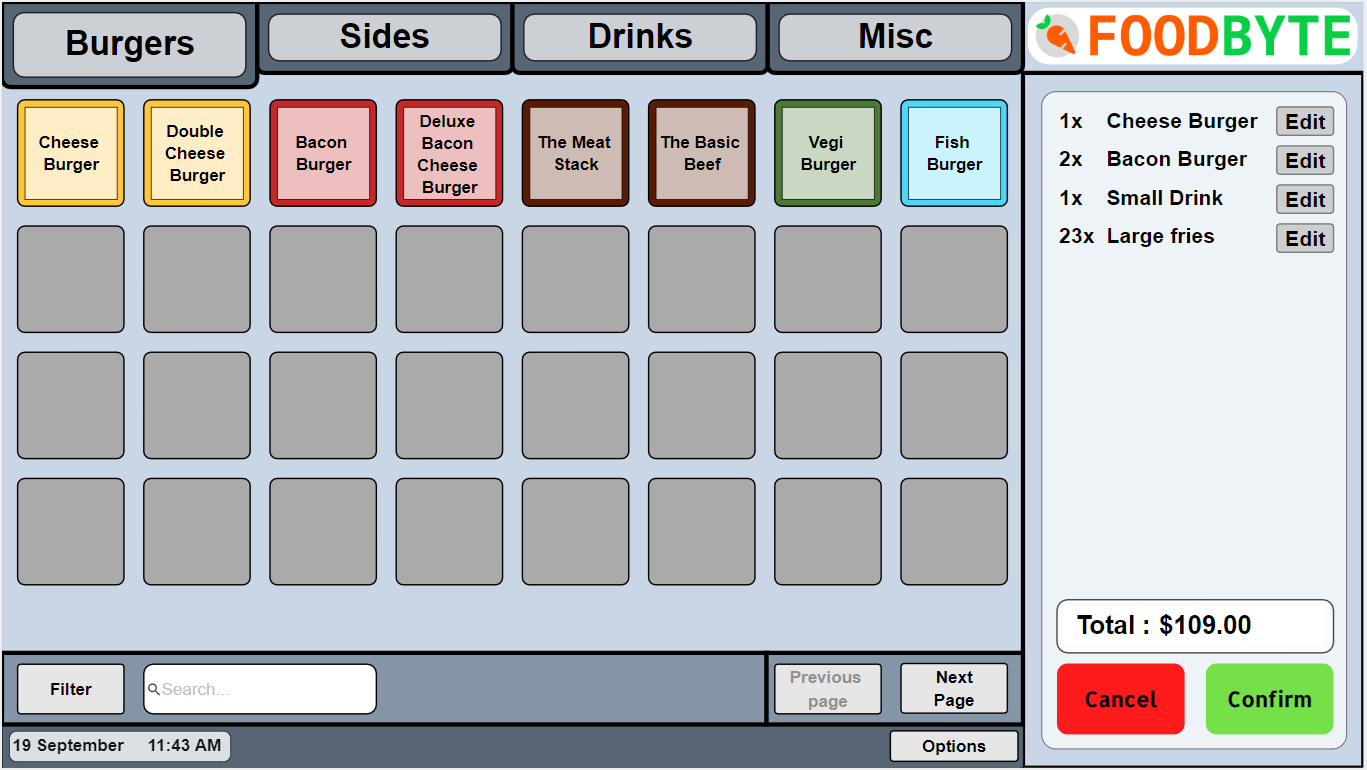 Burgers
Sides
Drinks
Misc
FOODBYTE
Cheese
Burger
Double
Cheese
Burger
Bacon
Burger
Deluxe
Bacon
Cheese
Burger
The Meat
Stack
The Basic
Beef
Vegi
Burger
Fish
Burger
1x Cheese Burger Edit
2x Bacon Burger Edit
1x Small Drink Edit
23x Large fries Edit
Total : $109.00
Cancel
Confirm
Filter
Search...
Previous
page
Next
Page
19 September 11:43 AM
Options